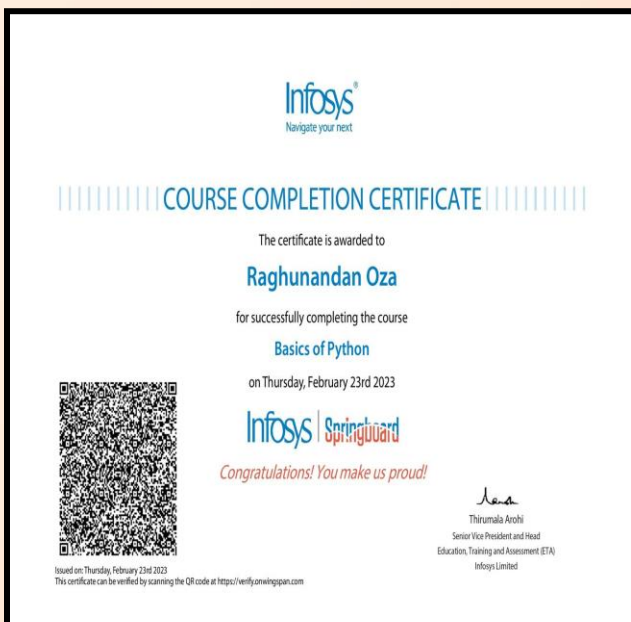 Infosys®
Navigate your next
COURSE COMPLETION CERTIFICATE
The certificate is awarded to
Raghunandan Oza
for successfully completing the course
Basics of Python
on Thursday, February 23rd 2023
Infosys | Springboard
Congratulations! You make us proud!
Thirumala Arohi
Senior Vice President and Head
Education, Training and Assessment (ETA)
Infosys Limited
Issued on: Thursday, February 23rd 2023
This certificate can be verified by scanning the QR code at https://verify.onwingspan.com